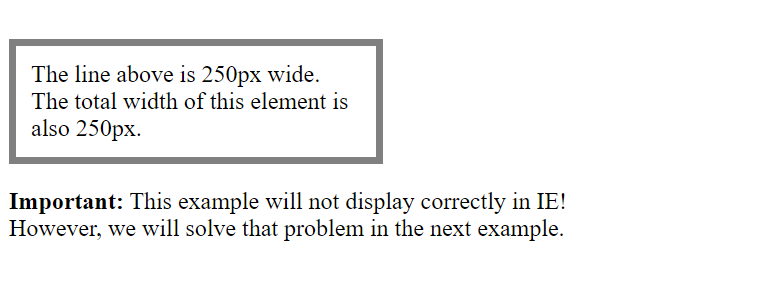 The line above is 250px wide.
The total width of this element is
also 250px.
Important: This example will not display correctly in IE!
However, we will solve that problem in the next example.